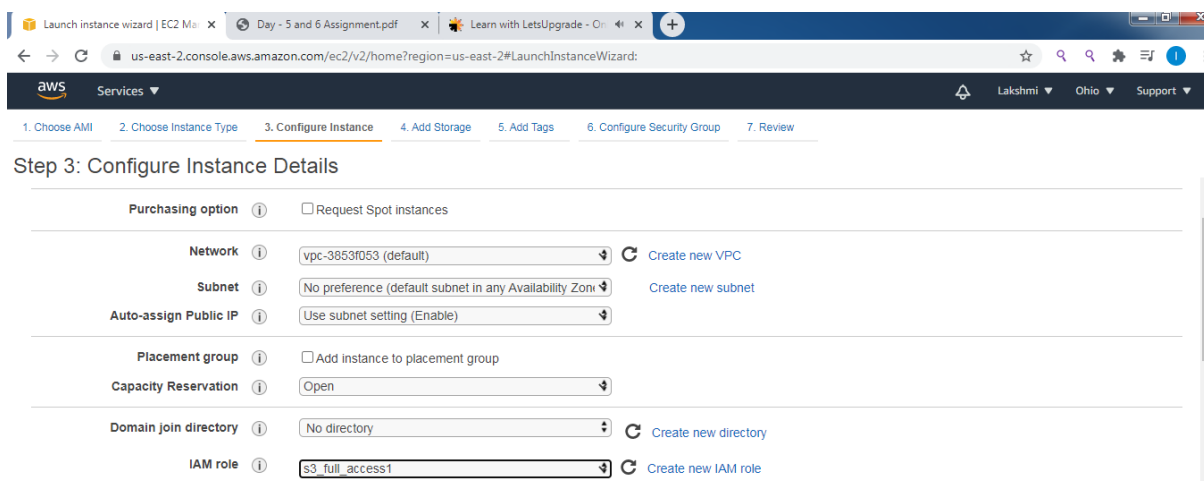 Launch instance wizard | EC2 Ma Day - 5 and 6 Assignment.pdf Learn with LetsUpgrade - On
us-east-2.console.aws.amazon.com/ec2/v2/home?region=us-east-2#LaunchInstanceWizard:
aws Services Lakshmi Ohio Support
1. Choose AMI 2. Choose Instance Type 3. Configure Instance 4. Add Storage 5. Add Tags 6. Configure Security Group 7. Review
Step 3: Configure Instance Details
Purchasing option Request Spot instances
Network vpc-3853f053 (default) Create new VPC
Subnet No preference (default subnet in any Availability Zon Create new subnet
Auto-assign Public IP Use subnet setting (Enable)
Placement group Add instance to placement group
Capacity Reservation Open
Domain join directory No directory Create new directory
IAM role s3_full_access1 Create new IAM role